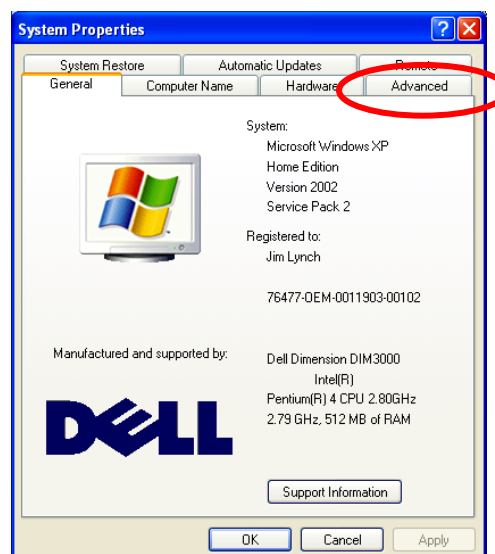 System Properties
System Restore Automatic Updates Remote
General Computer Name Hardware Advanced
System:
Microsoft Windows XP
Home Edition
Version 2002
Service Pack 2
Registered to:
Jim Lynch
76477-OEM-0011903-00102
Manufactured and supported by:
Dell Dimension DIM3000
Intel(R)
Pentium(R) 4 CPU 2.80GHz
2.79 GHz, 512 MB of RAM
DELL
Support Information
OK Cancel Apply